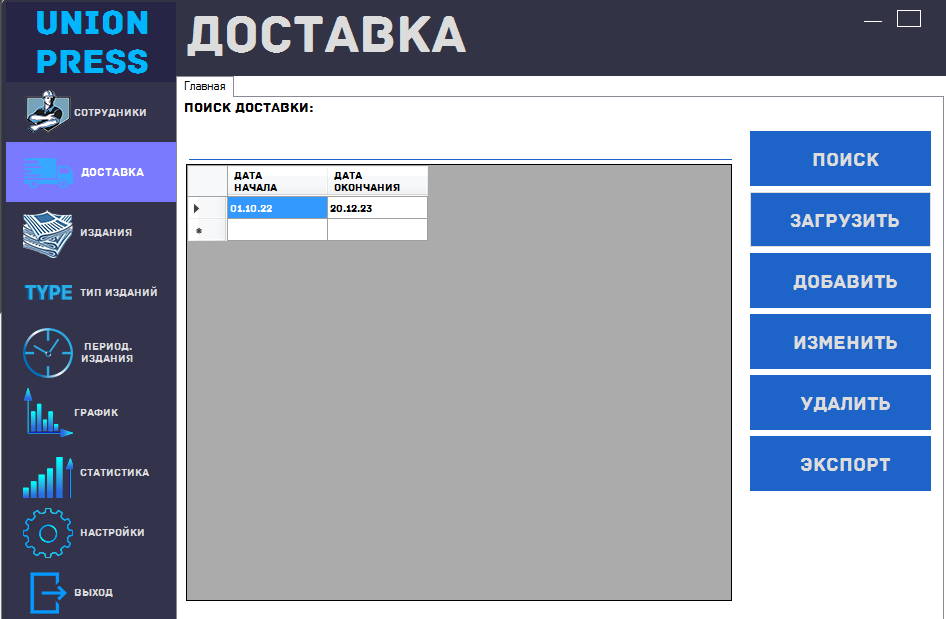 UNION
PRESS
ДОСТАВКА
СОТРУДНИКИ
ДОСТАВКА
ИЗДАНИЯ
TYPE ТИП ИЗДАНИЙ
ПЕРИОД.
ИЗДАНИЯ
ГРАФИК
СТАТИСТИКА
НАСТРОЙКИ
ВЫХОД
Главная
ПОИСК ДОСТАВКИ:
ДАТА
НАЧАЛА
ДАТА
ОКОНЧАНИЯ
01.10.22 20.12.23
ПОИСК
ЗАГРУЗИТЬ
ДОБАВИТЬ
ИЗМЕНИТЬ
УДАЛИТЬ
ЭКСПОРТ